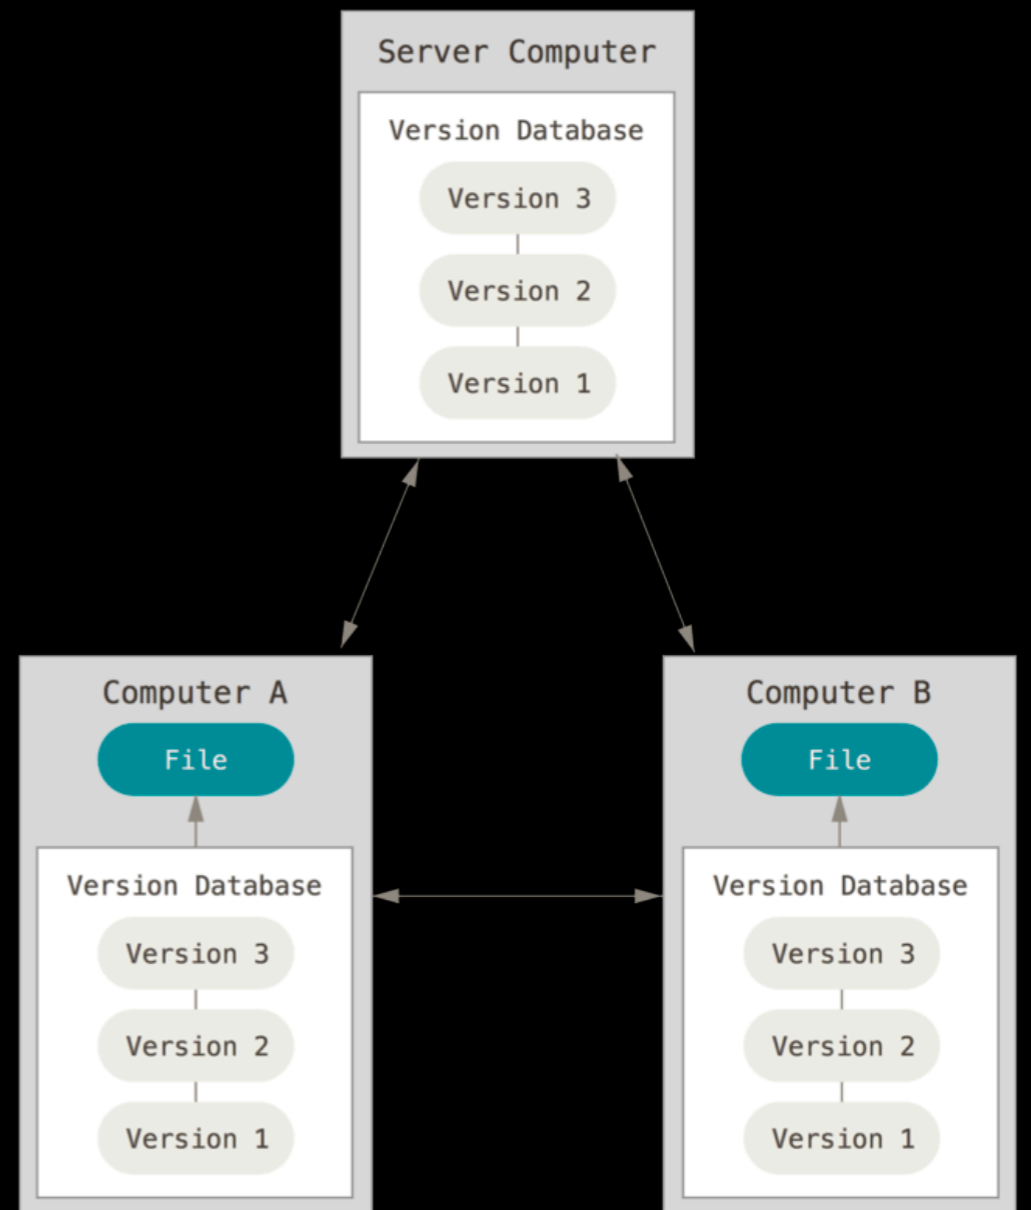 Server Computer
Version Database
Version 3
Version 2
Version 1
Computer A
File
Version Database
Version 3
Version 2
Version 1
Computer B
File
Version Database
Version 3
Version 2
Version 1